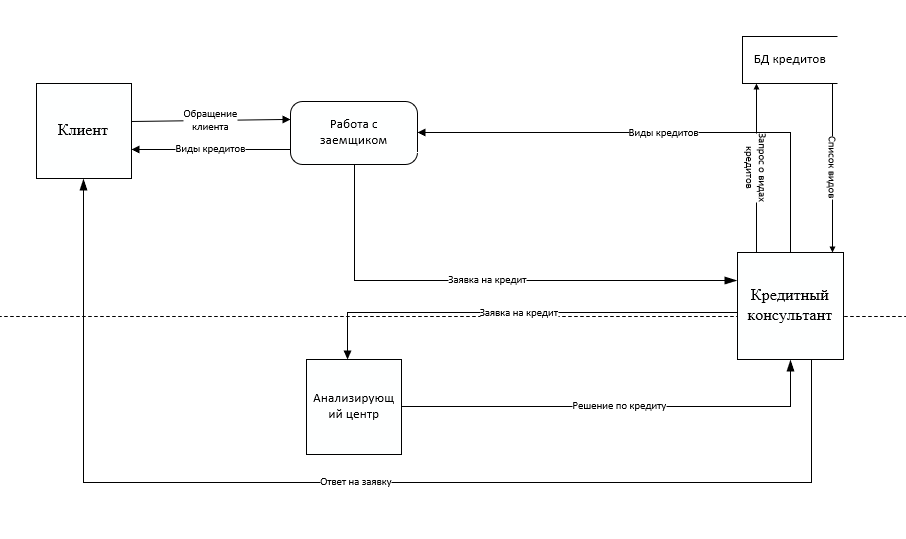 БД кредитов
Клиент
Обращение
клиента
Работа с
заемщиком
Виды кредитов
Виды кредитов
Запрос о видах
кредитов
Список видов
Заявка на кредит
Кредитный
консультант
Заявка на кредит
Анализирующ
ий центр
Решение по кредиту
Ответ на заявку